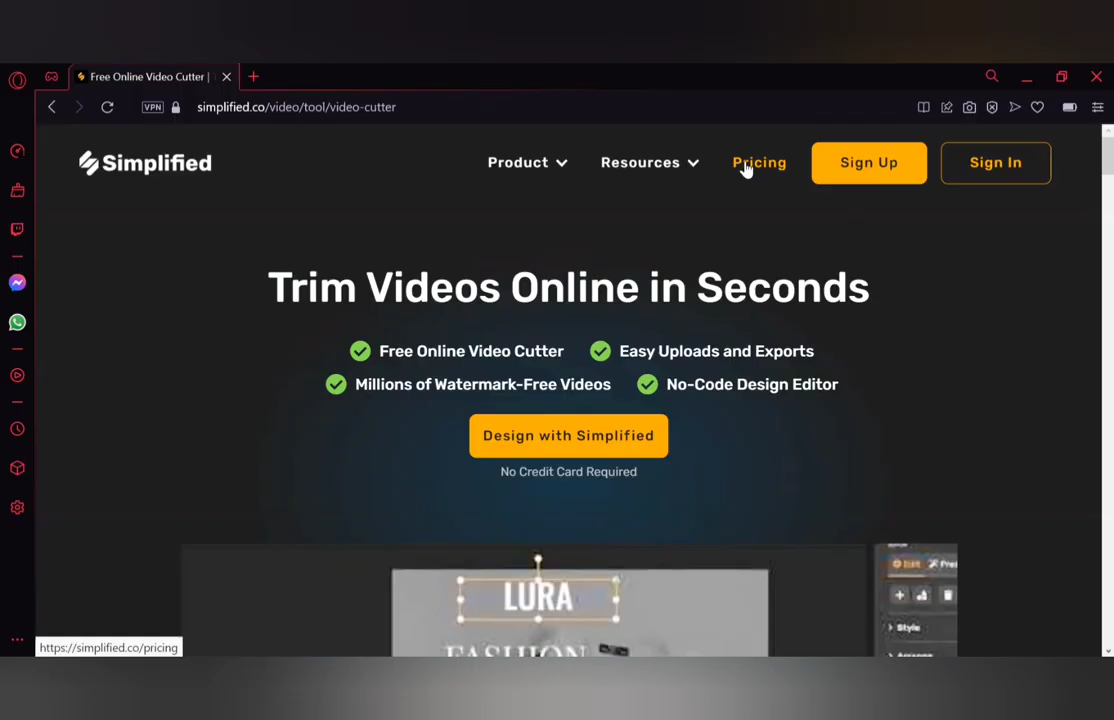 Free Online Video Cutter |
VPN simplified.co/video/tool/video-cutter
Simplified
Product Resources Pricing Sign Up Sign In
Trim Videos Online in Seconds
Free Online Video Cutter Easy Uploads and Exports
Millions of Watermark-Free Videos No-Code Design Editor
Design with Simplified
No Credit Card Required
Edit
LURA
Style
FASHION
https://simplified.co/pricing